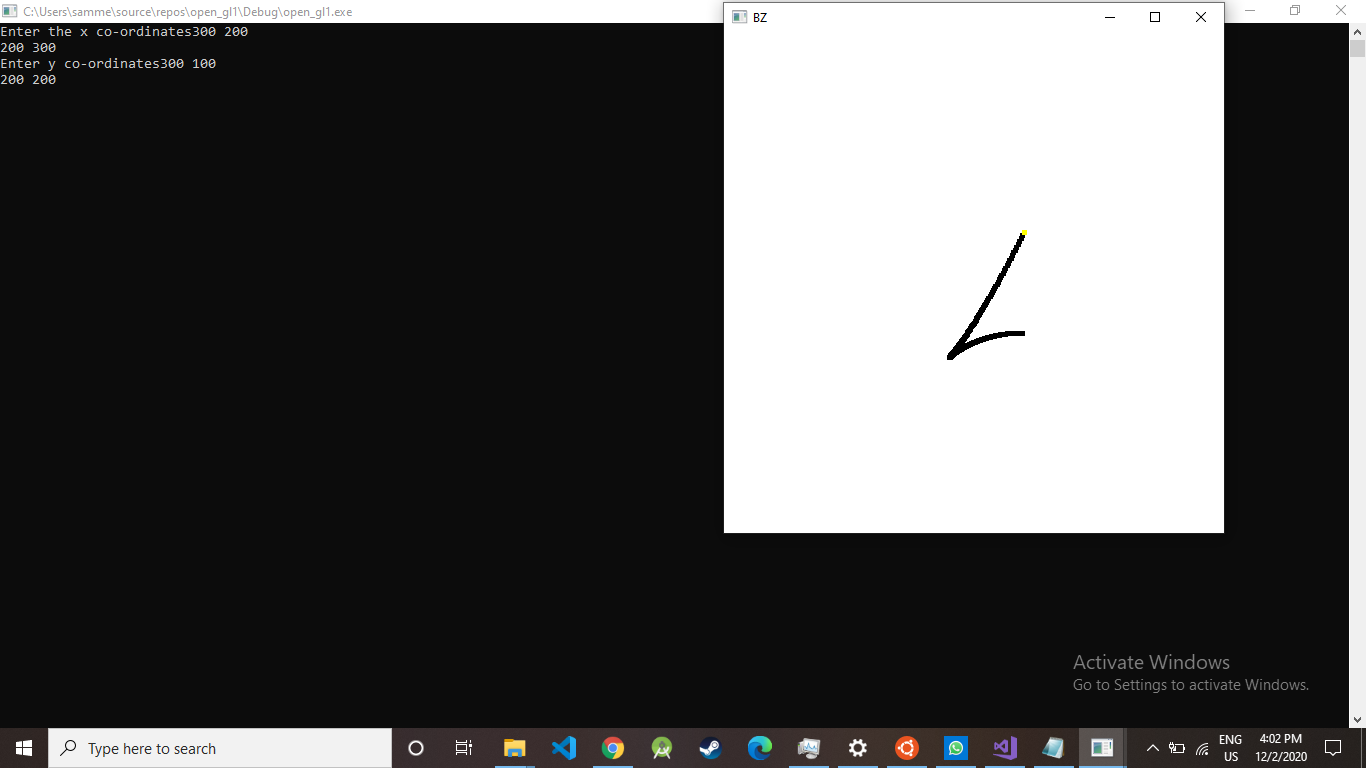 C:\Users\samme\source\repos\open_gl1\Debug\open_gl1.exe
Enter the x co-ordinates300 200
200 300
Enter y co-ordinates300 100
200 200
BZ
Activate Windows
Go to Settings to activate Windows.
Type here to search
ENG
US
4:02 PM
12/2/2020